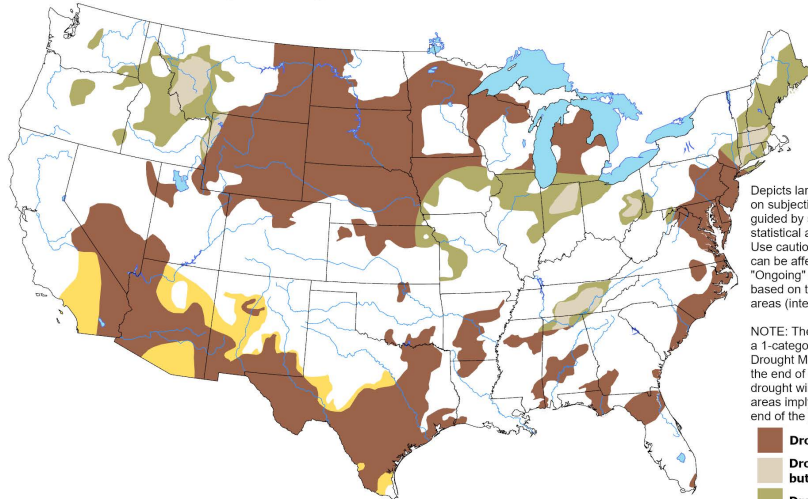 Depicts lar
on subjecti
guided by
statistical a
Use cautio
can be affe
"Ongoing"
based on t
areas (inte
NOTE: The
a 1-catego
Drought M
the end of
drought wi
areas impl
end of the
Dro
Dro
but